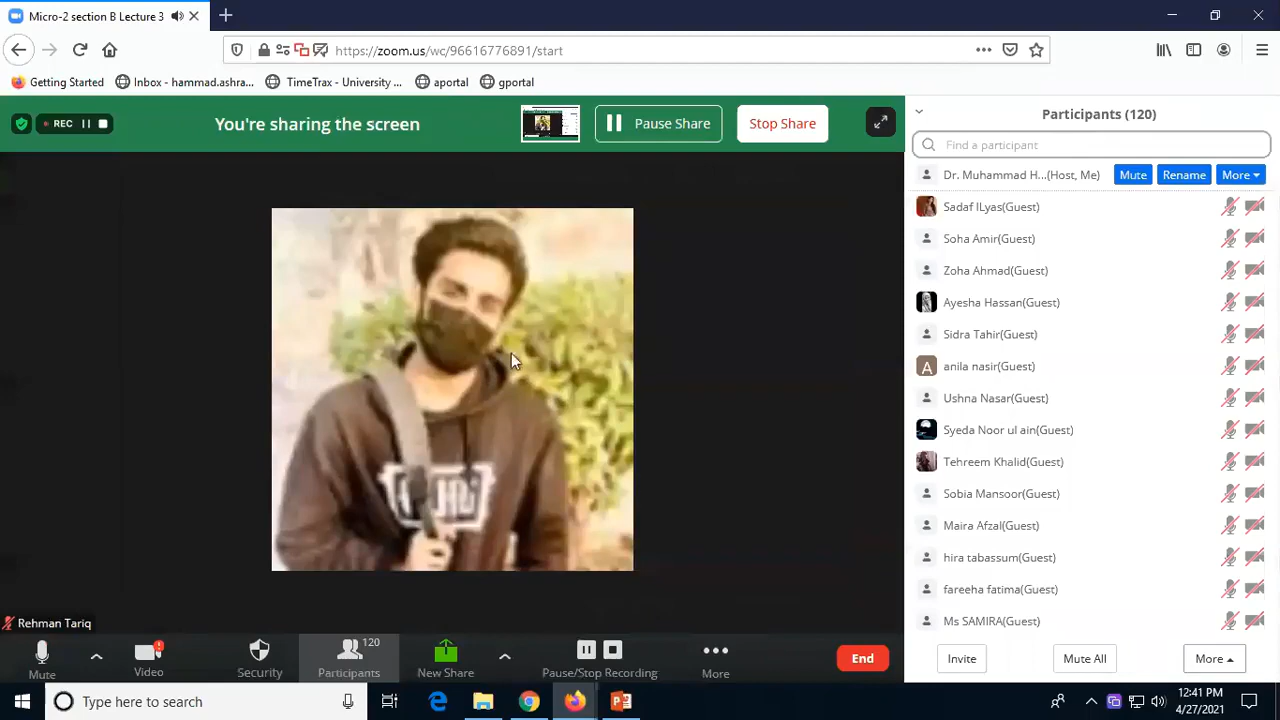 Micro-2 section B Lecture 3
https://zoom.us/wc/96616776891/start
Getting Started
Inbox - hammad.ashra...
TimeTrax - University ...
aportal
gportal
REC
You're sharing the screen
Pause Share
Stop Share
Participants (120)
Find a participant
Dr. Muhammad H...(Host, Me)
Mute
Rename
More
Sadaf ILyas(Guest)
Soha Amir(Guest)
Zoha Ahmad(Guest)
Ayesha Hassan(Guest)
Sidra Tahir(Guest)
A
anila nasir(Guest)
Ushna Nasar(Guest)
Syeda Noor ul ain(Guest)
Tehreem Khalid(Guest)
Sobia Mansoor(Guest)
Maira Afzal(Guest)
hira tabassum(Guest)
fareeha fatima(Guest)
Ms SAMIRA(Guest)
Rehman Tariq
Mute
Video
Security
120
Participants
New Share
Pause/Stop Recording
More
End
Invite
Mute All
More
Type here to search
12:41 PM
4/27/2021